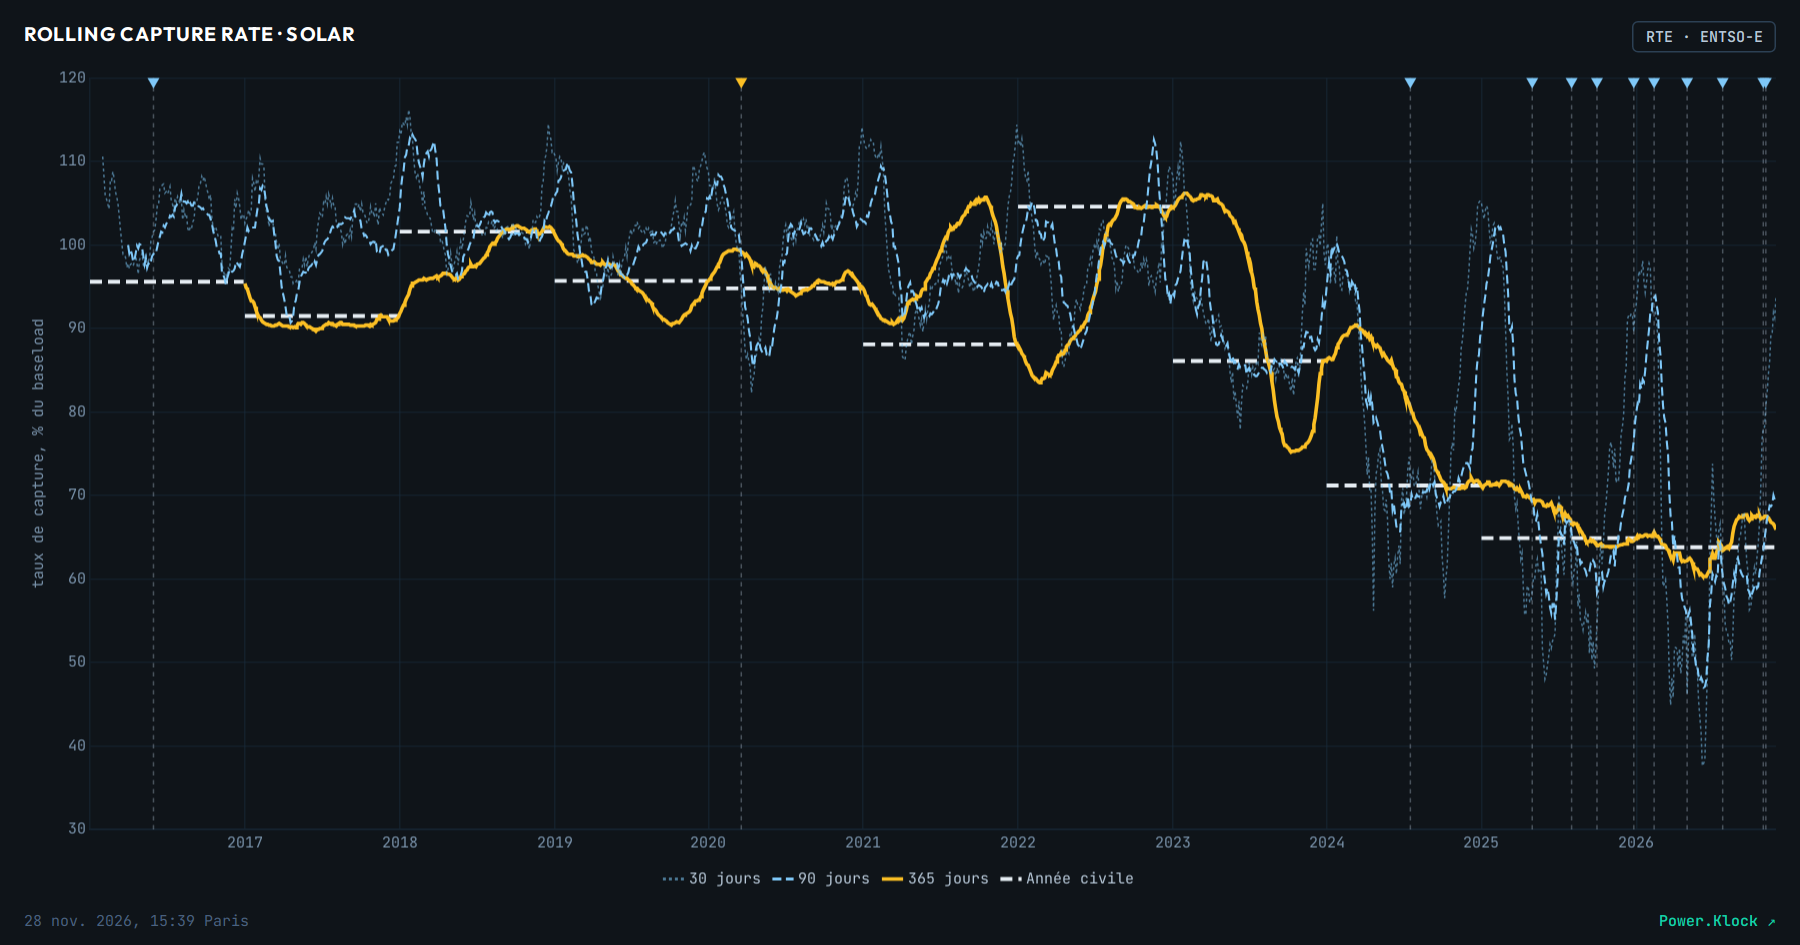 ROLLING CAPTURE RATE · SOLAR
RTE · ENTSO-E
120
110
100
90
80
70
60
50
40
30
taux de capture, % du baseload
2017 2018 2019 2020 2021 2022 2023 2024 2025 2026
30 jours 90 jours 365 jours Année civile
28 nov. 2026, 15:39 Paris
Power.Klock ↗